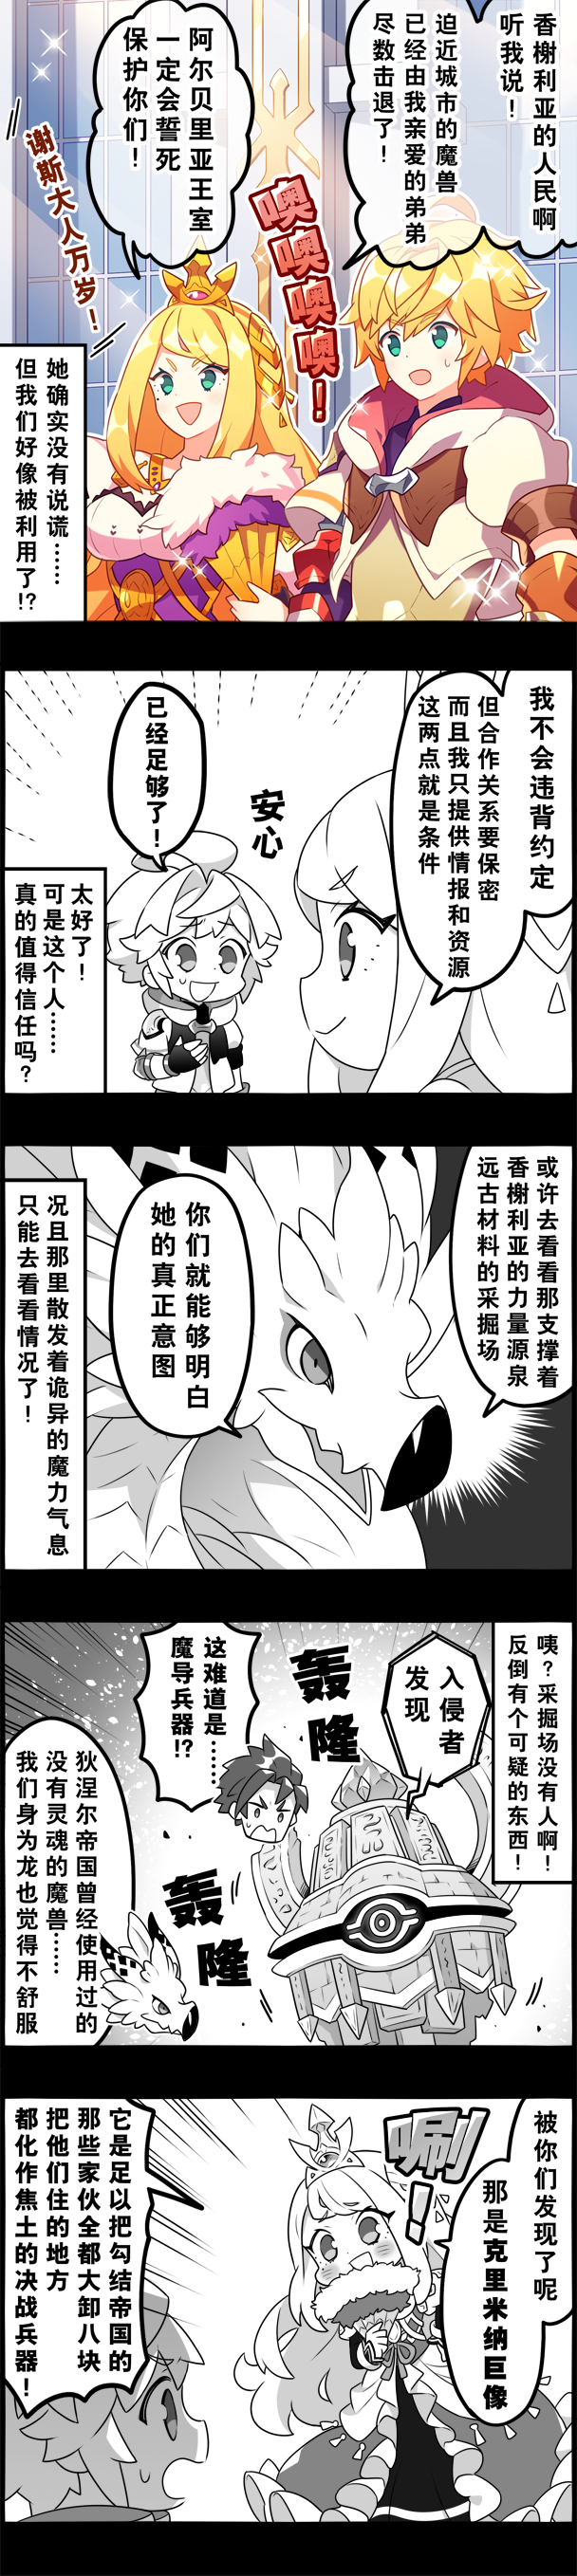 香榭利亚的人民啊
听我说！
迫近城市的魔兽
已经由我亲爱的弟弟
尽数击退了！
阿尔贝里亚王室
一定会誓死
保护你们！
噢噢噢噢！
谢斯大人万岁！
她确实没有说谎……
但我们好像被利用了!?
我不会违背约定
但合作关系要保密
而且我只提供情报和资源
这两点就是条件
已经足够了！
安心
太好了！
可是这个人……
真的值得信任吗？
或许去看看那支撑着
香榭利亚的力量源泉
远古材料的采掘场
你们就能够明白
她的真正意图
况且那里散发着诡异的魔力气息
只能去看看情况了！
咦？采掘场没有人啊！
反倒有个可疑的东西！
入侵者
发现
轰隆
这难道是……
魔导兵器!?
轰隆
狄涅尔帝国曾经使用过的
没有灵魂的魔兽……
我们身为龙也觉得不舒服
被你们发现了呢
那是克里米纳巨像
唰！
它是足以把勾结帝国的
那些家伙全都大卸八块
把他们住的地方
都化作焦土的决战兵器！